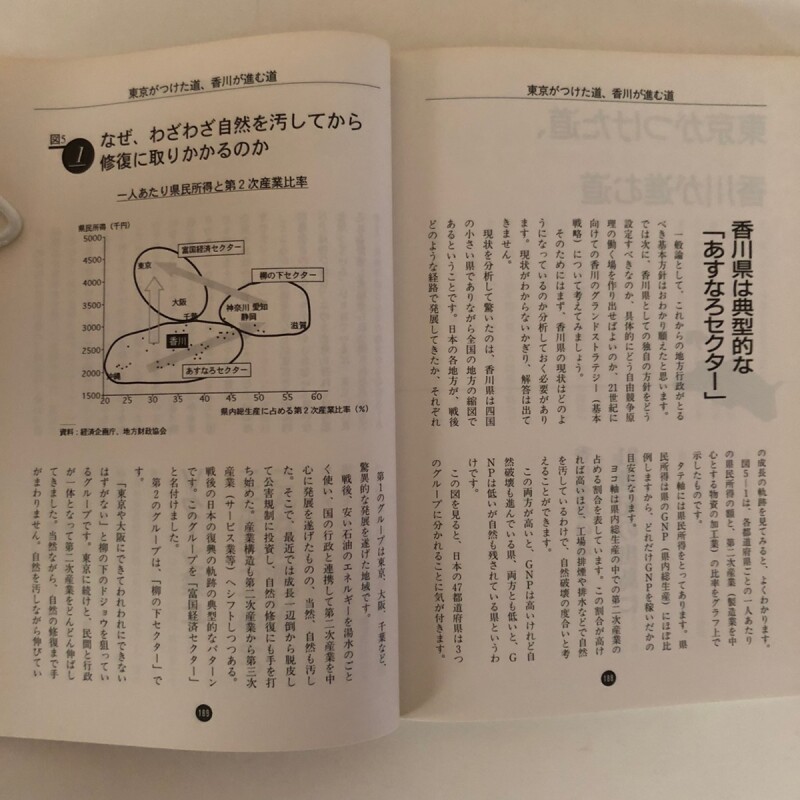 東京がつけた道、香川が進む道
香川県は典型的な
「あすなろセクター」
一般論として、これからの地方行政がとる
べき基本方針はおわかり願えたと思います。
では次に、香川県としての独自の方針をどう
設定すべきなのか、具体的にどう自由競争原
理の働く場を作り出せばよいのか、21世紀に
向けての香川のグランドストラテジー（基本
戦略）について考えてみましょう。
そのためにはまず、香川県の現状はどのよ
うになっているのか分析しておく必要があり
ます。現状がわからないかぎり、解答は出て
きません。
現状を分析して驚いたのは、香川県は四国
の小さい県でありながら全国の地方の縮図で
あるということです。日本の各地方が、戦後
どのような経路で発展してきたか、それぞれ
の成長の軌跡を見てみると、よくわかります。
図5-1は、各都道府県ごとの一人あたり
の県民所得の額と、第二次産業（製造業を中
心とする物資の加工業）の比率をグラフ上で
示したものです。
タテ軸には県民所得をとってあります。県
民所得は県のGNP（県内総生産）にほぼ比
例しますから、どれだけGNPを稼いだかの
目安になります。
ヨコ軸は県内総生産の中での第二次産業の
占める割合を表しています。この割合が高け
れば高いほど、工場の排煙や排水などで自然
を汚しているわけで、自然破壊の度合いと考
えることができます。
この両方が高いと、GNPは高いけれど自
然破壊も進んでいる県、両方とも低いと、G
NPは低いが自然も残されている県というわ
けです。
この図を見ると、日本の47都道府県は3つ
のグループに分かれることに気が付きます。
188
東京がつけた道、香川が進む道
図5
1
なぜ、わざわざ自然を汚してから
修復に取りかかるのか
一人あたり県民所得と第2次産業比率
県民所得（千円）
5000
4500
4000
3500
3000
2500
2000
1500
富国経済セクター
東京
柳の下セクター
大阪
千葉
神奈川 愛知
静岡
滋賀
香川
あすなろセクター
沖縄
20
25
30
35
40
45
50
55
60
県内総生産に占める第2次産業比率（%）
資料：経済企画庁、地方財政協会
第1のグループは東京、大阪、千葉など、
驚異的な発展を遂げた地域です。
戦後、安い石油のエネルギーを湯水のごと
く使い、国の行政と連携して第二次産業を中
心に発展を遂げたものの、当然、自然も汚し
た。そこで、最近では成長一辺倒から脱皮し
て公害規制に投資し、自然の修復にも手を打
ち始めた。産業構造も第二次産業から第三次
産業（サービス業等）へシフトしつつある。
戦後の日本の復興の軌跡の典型的なパターン
です。このグループを「富国経済セクター」
と名付けました。
第2のグループは、「柳の下セクター」で
す。
「東京や大阪にできてわれわれにできない
はずがない」と柳の下のドジョウを狙ってい
るグループです。東京に続けと、民間と行政
が一体となって第二次産業をどんどん伸ばし
てきました。当然ながら、自然の修復まで手
がまわりません。自然を汚しながら伸びてい
189